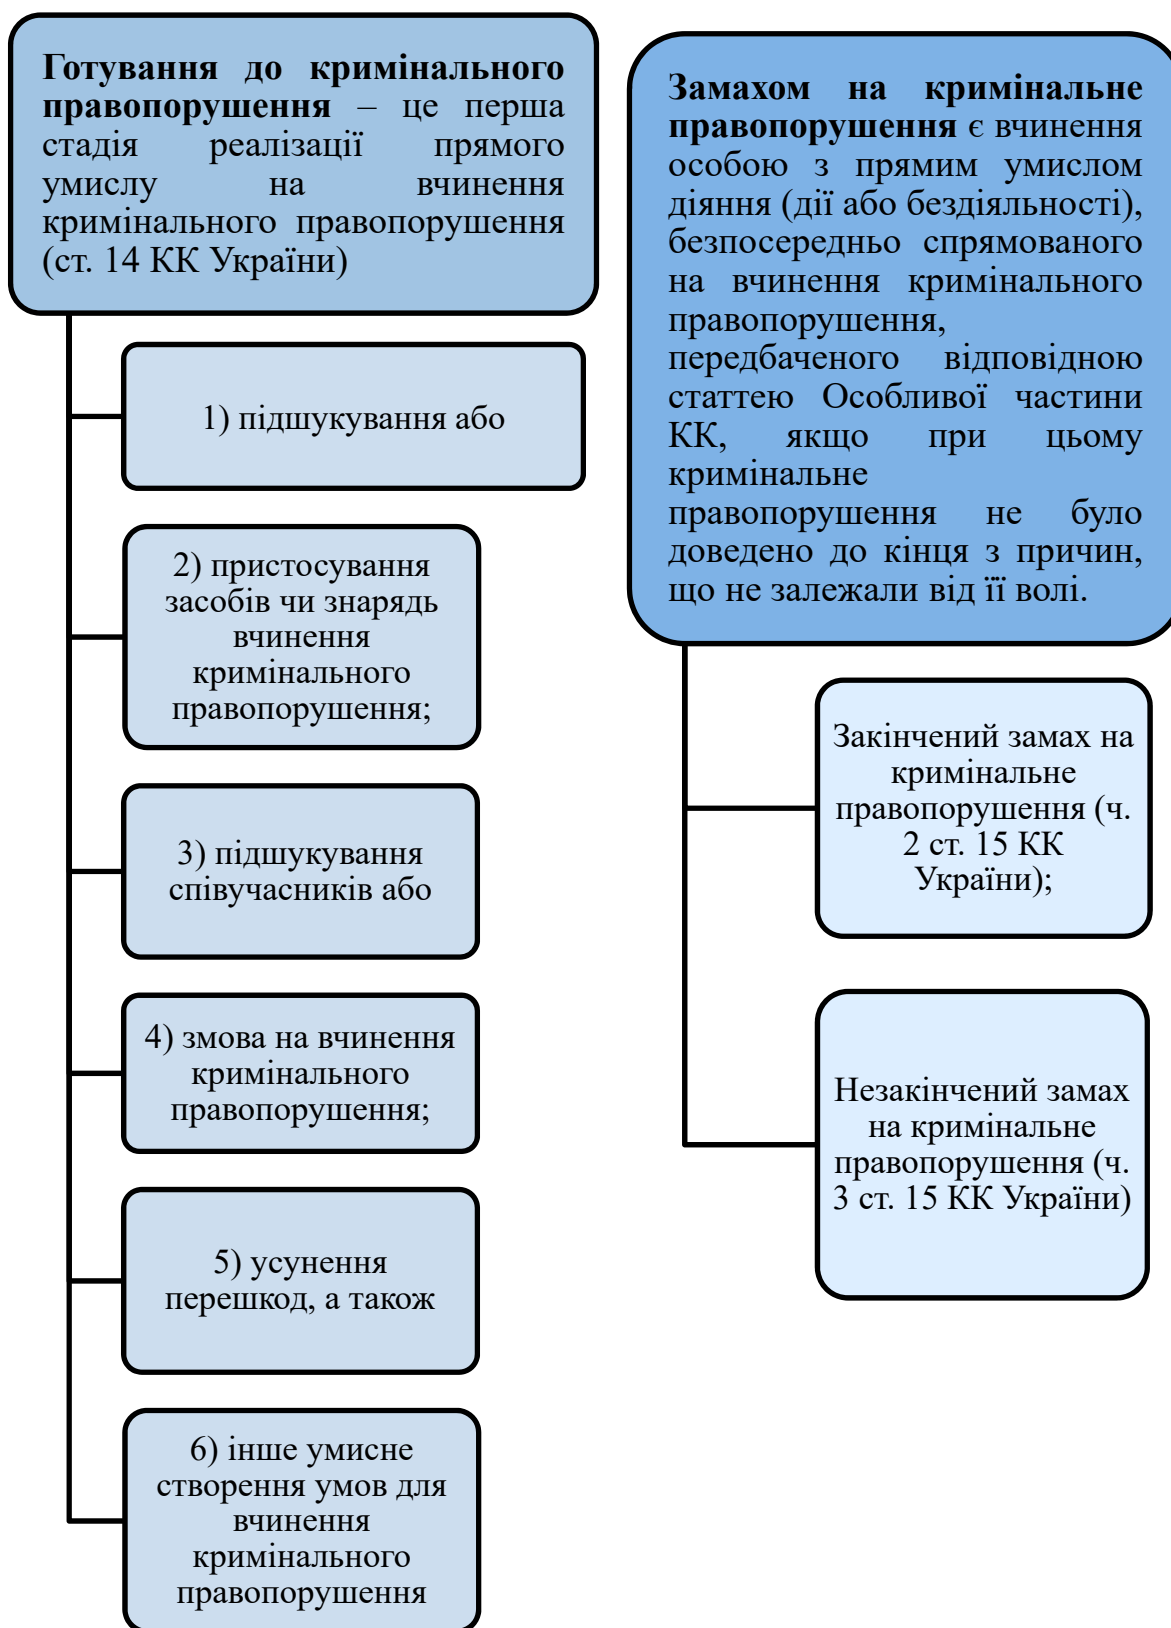 Готування до кримінального
правопорушення – це перша
стадія реалізації прямого
умислу на вчинення
кримінального правопорушення
(ст. 14 КК України)
1) підшукування або
2) пристосування
засобів чи знарядь
вчинення
кримінального
правопорушення;
3) підшукування
співучасників або
4) змова на вчинення
кримінального
правопорушення;
5) усунення
перешкод, а також
6) інше умисне
створення умов для
вчинення
кримінального
правопорушення
Замахом на кримінальне
правопорушення є вчинення
особою з прямим умислом
діяння (дії або бездіяльності),
безпосередньо спрямованого
на вчинення кримінального
правопорушення,
передбаченого відповідною
статтею Особливої частини
КК, якщо при цьому
кримінальне
правопорушення не було
доведено до кінця з причин,
що не залежали від її волі.
Закінчений замах на
кримінальне
правопорушення (ч.
2 ст. 15 КК
України);
Незакінчений замах
на кримінальне
правопорушення (ч.
3 ст. 15 КК України)